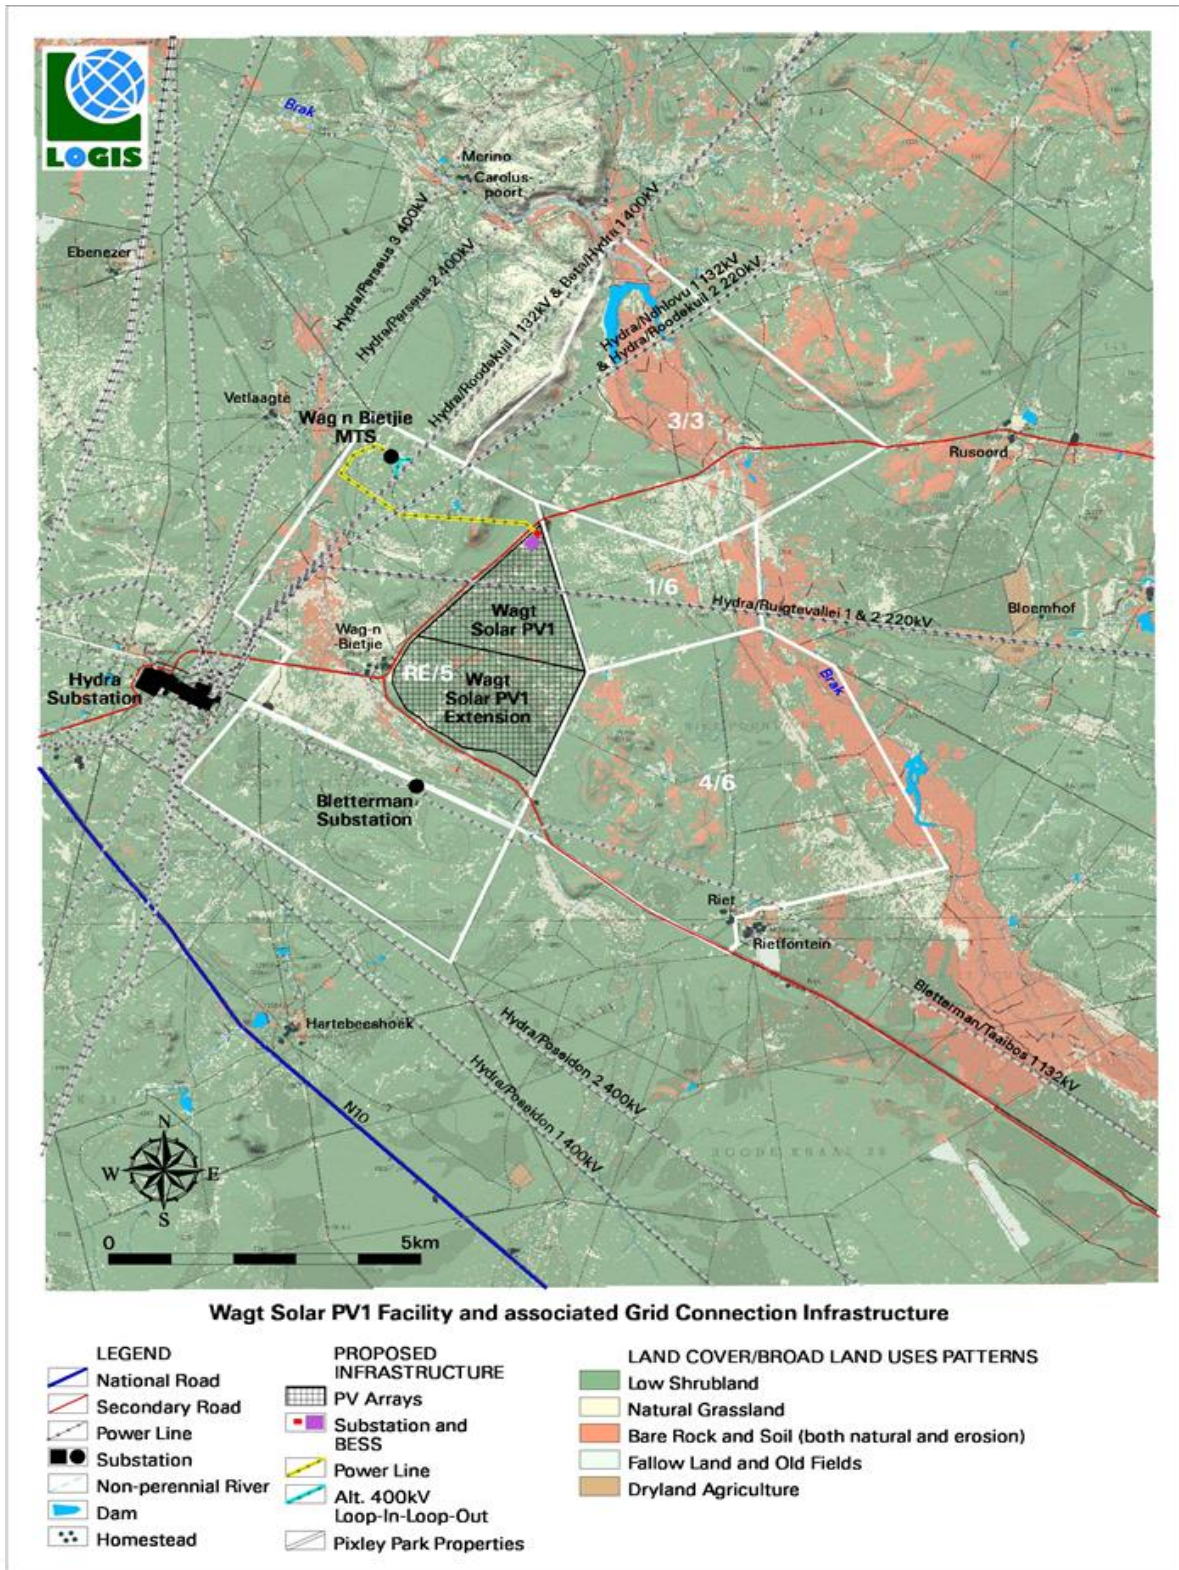 LOGIS
Brak
Merino
Carolus-
poort
Ebenezer
Hydra/Perseus 3 400kV
Hydra/Perseus 2 400kV
Hydra/Roodekuil 1 132kV & Beta/Hydra 1 400kV
Hydra/Ndhlovu 1 132kV
& Hydra/Roodekuil 2 220kV
Vetlaagte
Wag n Bietjie
MTS
3/3
Rusoord
1/6
Hydra/Ruigtevallei 1 & 2 220kV
Bloemhof
Wagt
Solar PV1
Wag-n-
Bietjie
RE/5
Wagt
Solar PV1
Extension
Hydra
Substation
Brak
4/6
Bletterman
Substation
Riet
Rietfontein
Bletterman/Taaibos 1 132kV
Hartebeeshoek
Hydra/Poseidon 2 400kV
Hydra/Poseidon 1 400kV
N10
ROODE KRAAL
N
W E
S
0 5km
Wagt Solar PV1 Facility and associated Grid Connection Infrastructure
LEGEND
National Road
Secondary Road
Power Line
Substation
Non-perennial River
Dam
Homestead
PROPOSED
INFRASTRUCTURE
PV Arrays
Substation and
BESS
Power Line
Alt. 400kV
Loop-In-Loop-Out
Pixley Park Properties
LAND COVER/BROAD LAND USES PATTERNS
Low Shrubland
Natural Grassland
Bare Rock and Soil (both natural and erosion)
Fallow Land and Old Fields
Dryland Agriculture